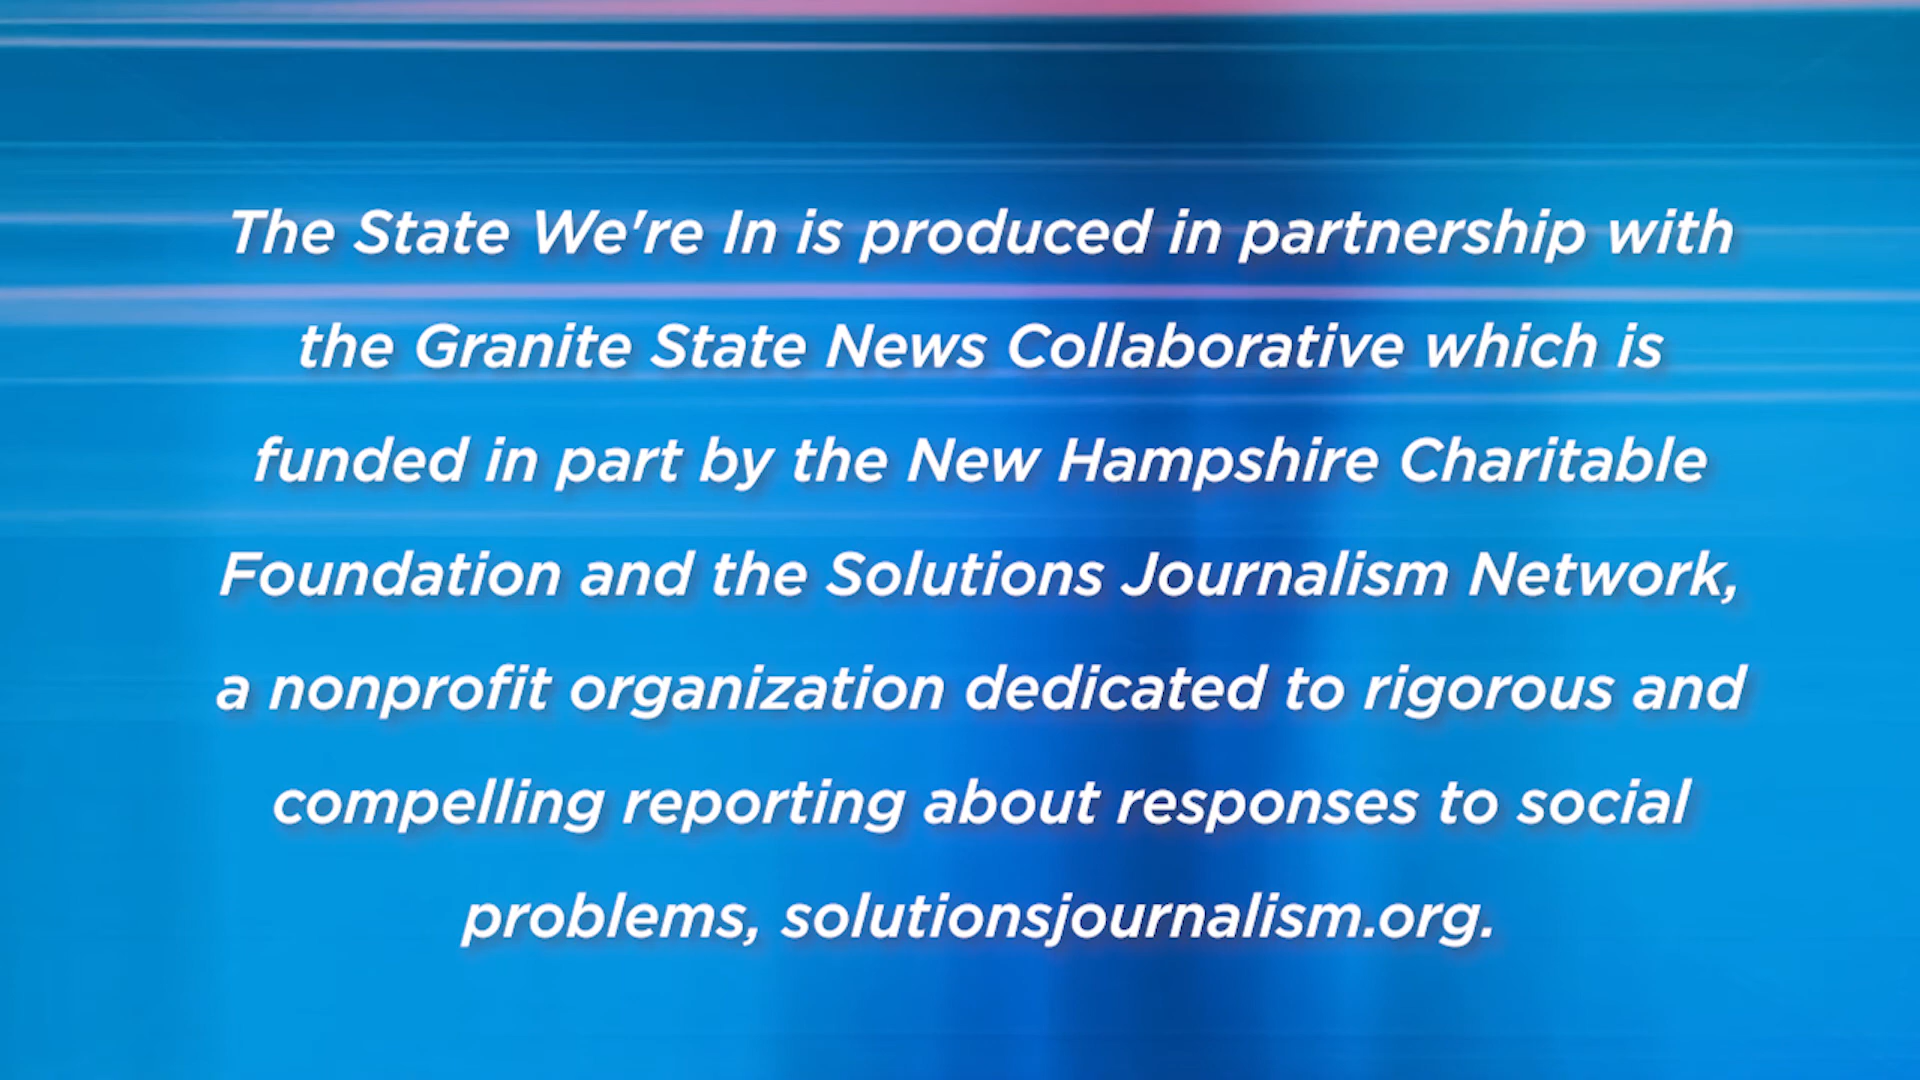 The State We're In is produced in partnership with
the Granite State News Collaborative which is
funded in part by the New Hampshire Charitable
Foundation and the Solutions Journalism Network,
a nonprofit organization dedicated to rigorous and
compelling reporting about responses to social
problems, solutionsjournalism.org.